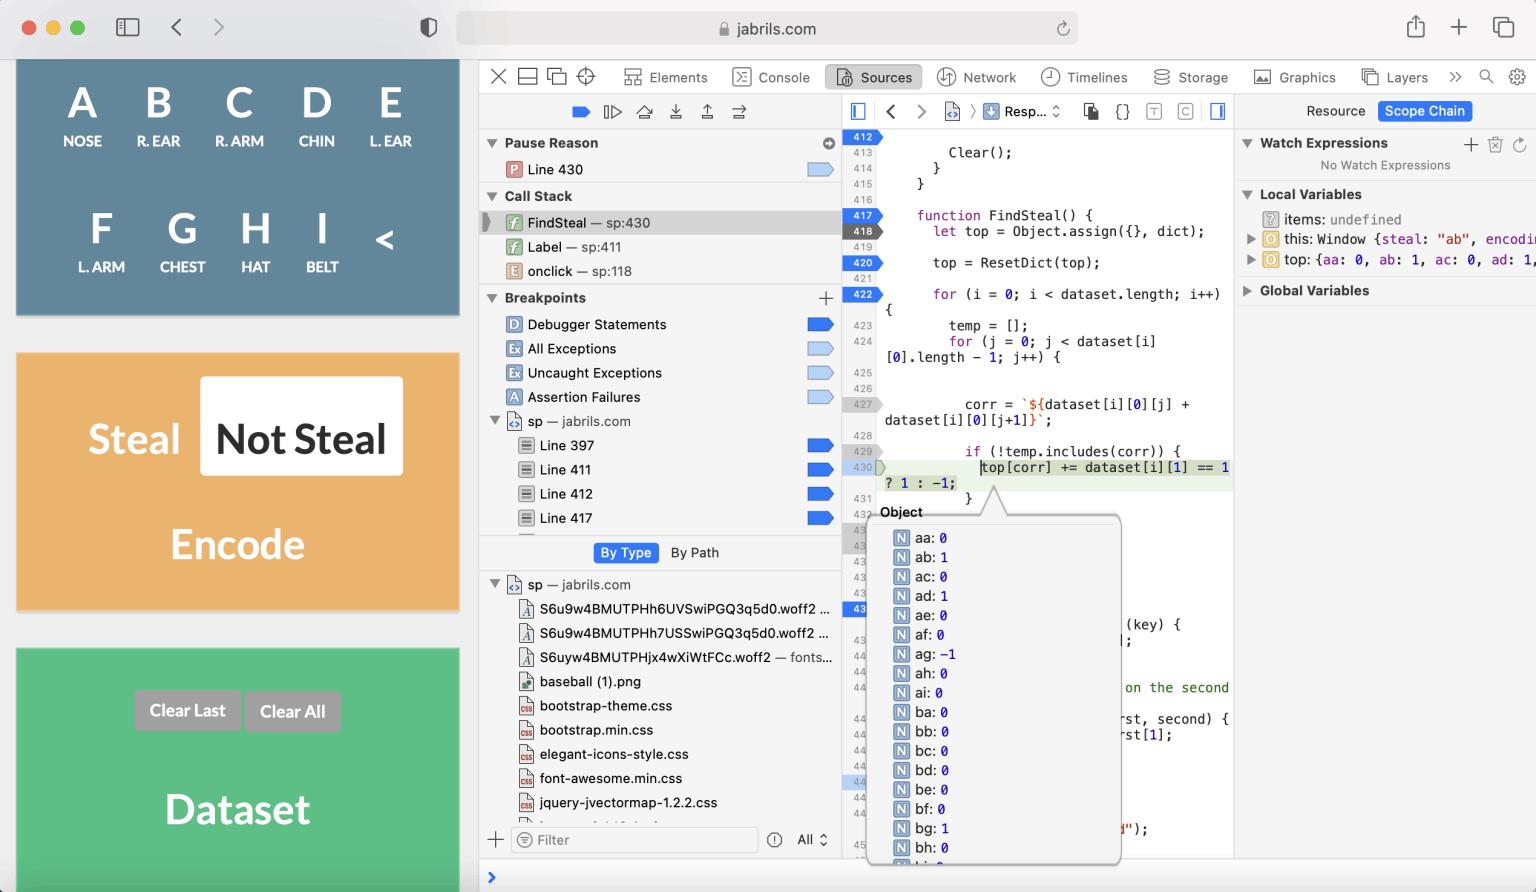 jabrils.com
A B C D E
NOSE R. EAR R. ARM CHIN L. EAR
F G H I <
L. ARM CHEST HAT BELT
Steal Not Steal
Encode
Clear Last Clear All
Dataset
Elements Console Sources Network Timelines Storage Graphics Layers
Pause Reason
P Line 430
Call Stack
f FindSteal — sp:430
f Label — sp:411
E onclick — sp:118
Breakpoints
D Debugger Statements
Ex All Exceptions
Ex Uncaught Exceptions
A Assertion Failures
sp — jabrils.com
Line 397
Line 411
Line 412
Line 417
By Type By Path
sp — jabrils.com
S6u9w4BMUTPHh6UVSwiPGQ3q5d0.woff2 ...
S6u9w4BMUTPHh7USSwiPGQ3q5d0.woff2 ...
S6uyw4BMUTPHjx4wXiWtFCc.woff2 — fonts...
baseball (1).png
bootstrap-theme.css
bootstrap.min.css
elegant-icons-style.css
font-awesome.min.css
jquery-jvectormap-1.2.2.css
Filter All
Resp...
{} T C
412
413 Clear();
414 }
415 }
416
417 function FindSteal() {
418 let top = Object.assign({}, dict);
419
420 top = ResetDict(top);
421
422 for (i = 0; i < dataset.length; i++)
{
423 temp = [];
424 for (j = 0; j < dataset[i]
[0].length - 1; j++) {
425
426
427 corr = `${dataset[i][0][j] +
dataset[i][0][j+1]}`;
428
429 if (!temp.includes(corr)) {
430 top[corr] += dataset[i][1] == 1
? 1 : -1;
431 }
Object
N aa: 0
N ab: 1
N ac: 0
N ad: 1
N ae: 0
N af: 0
N ag: -1
N ah: 0
N ai: 0
N ba: 0
N bb: 0
N bc: 0
N bd: 0
N be: 0
N bf: 0
N bg: 1
N bh: 0
(key) {
];
on the second
rst, second) {
rst[1];
d");
Resource Scope Chain
Watch Expressions
No Watch Expressions
Local Variables
? items: undefined
O this: Window {steal: "ab", encodin
O top: {aa: 0, ab: 1, ac: 0, ad: 1,
Global Variables